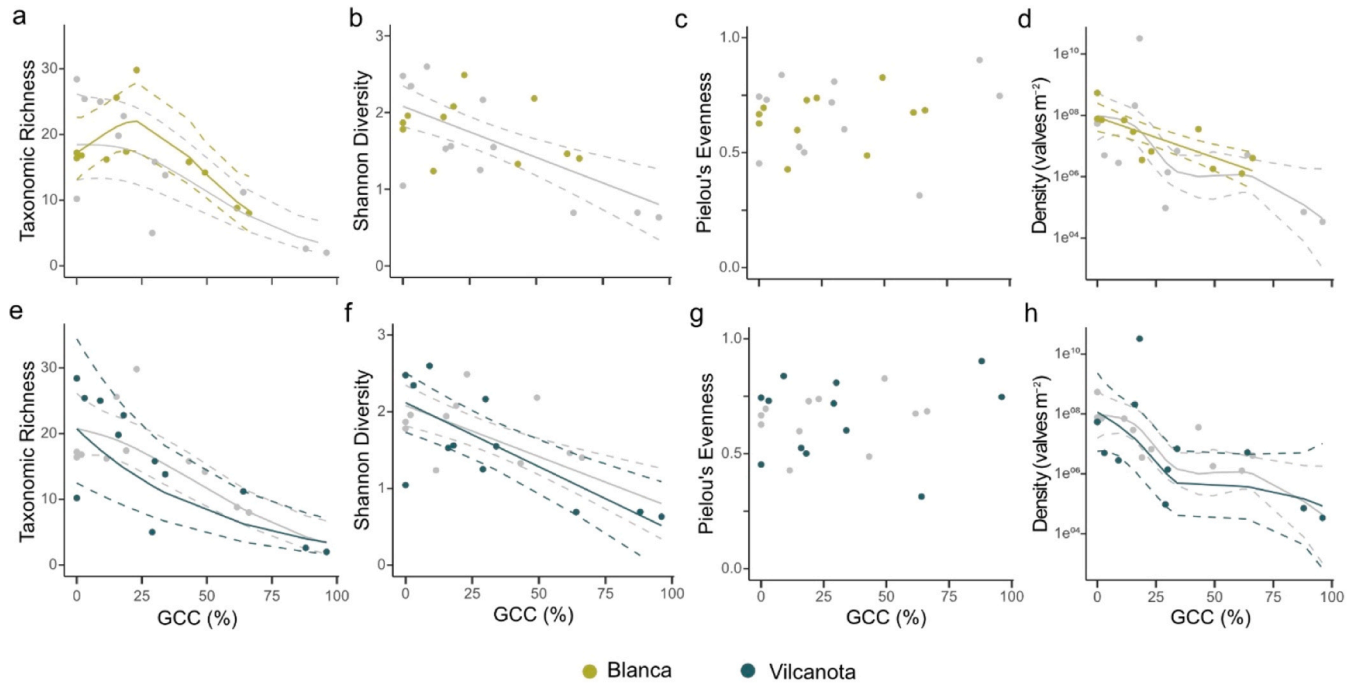 a
b
c
d
Taxonomic Richness
30
20
10
0
Shannon Diversity
3
2
1
0
Pielou's Evenness
1.0
0.5
0.0
Density (valves m⁻²)
1e¹⁰
1e⁰⁸
1e⁰⁶
1e⁰⁴
e
f
g
h
Taxonomic Richness
30
20
10
0
0 25 50 75 100
GCC (%)
Shannon Diversity
3
2
1
0
0 25 50 75 100
GCC (%)
Pielou's Evenness
1.0
0.5
0.0
0 25 50 75 100
GCC (%)
Density (valves m⁻²)
1e¹⁰
1e⁰⁸
1e⁰⁶
1e⁰⁴
0 25 50 75 100
GCC (%)
Blanca Vilcanota